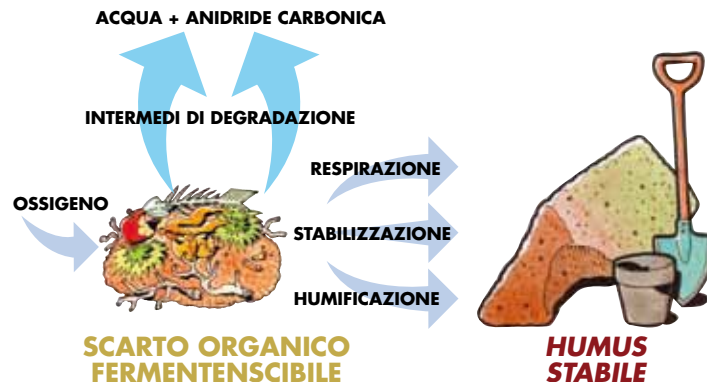 ACQUA + ANIDRIDE CARBONICA
INTERMEDI DI DEGRADAZIONE
RESPIRAZIONE
OSSIGENO
STABILIZZAZIONE
HUMIFICAZIONE
SCARTO ORGANICO
FERMENTENSCIBILE
HUMUS
STABILE